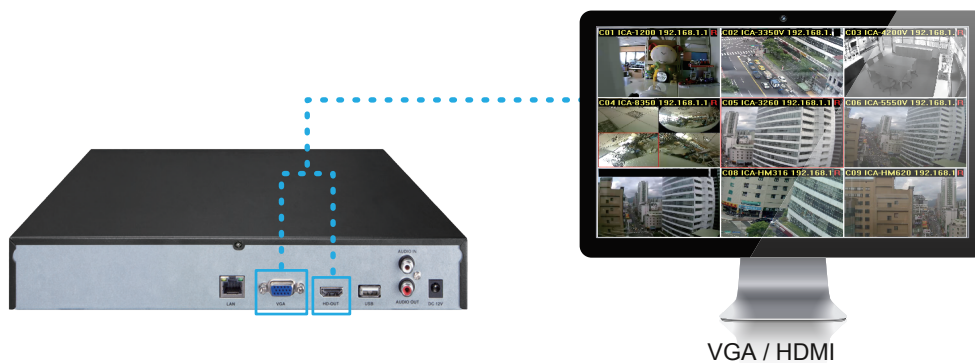 C01 ICA-1200 192.168.1.1 R
C02 ICA-3350V 192.168.1.1
C03 ICA-4200V 192.168.1. R
C04 ICA-8350 192.168.1.1 R
C05 ICA-3260 192.168.1.1 R
C06 ICA-5550V 192.168.1. R
C08 ICA-HM316 192.168.1 R
C09 ICA-HM620 192.168.1 R
AUDIO IN
LAN
VGA
HD OUT
USB
AUDIO OUT
DC 12V
VGA / HDMI